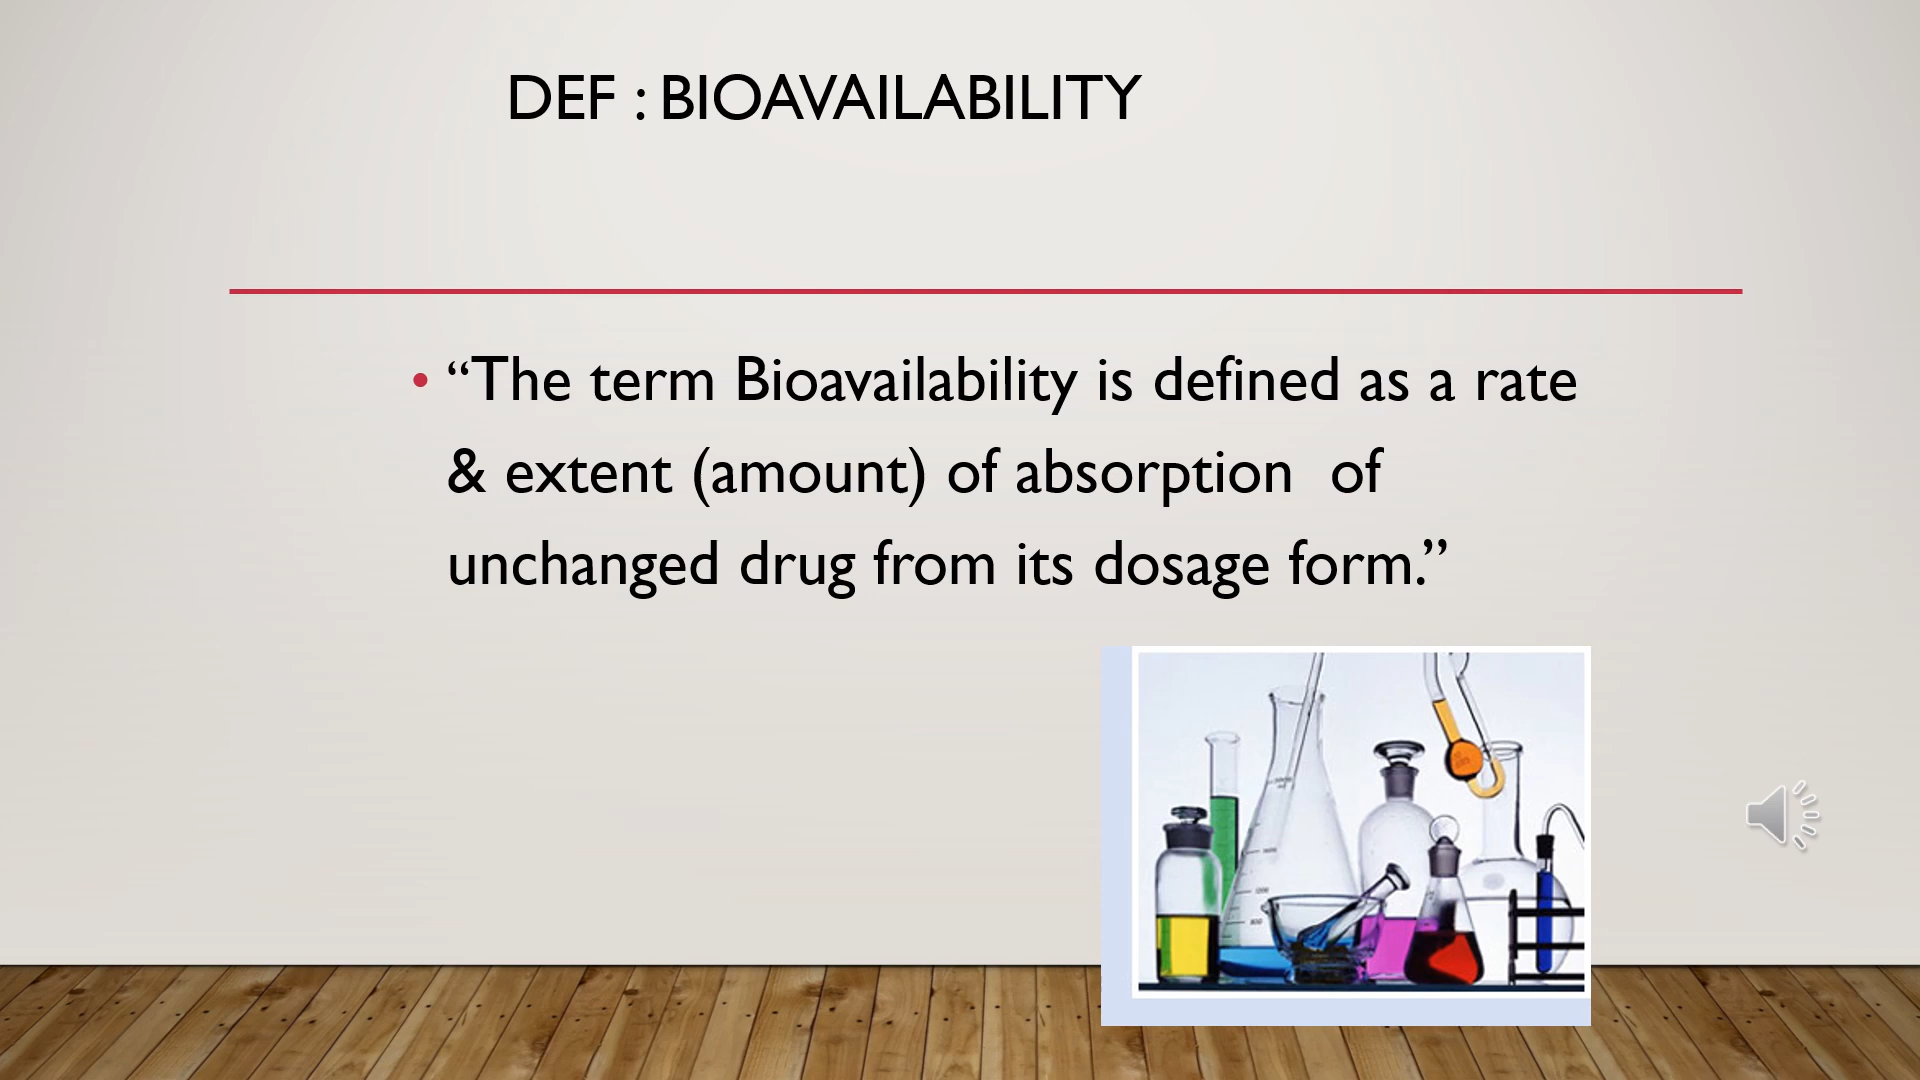 DEF : BIOAVAILABILITY
• “The term Bioavailability is defined as a rate
& extent (amount) of absorption  of
unchanged drug from its dosage form.”